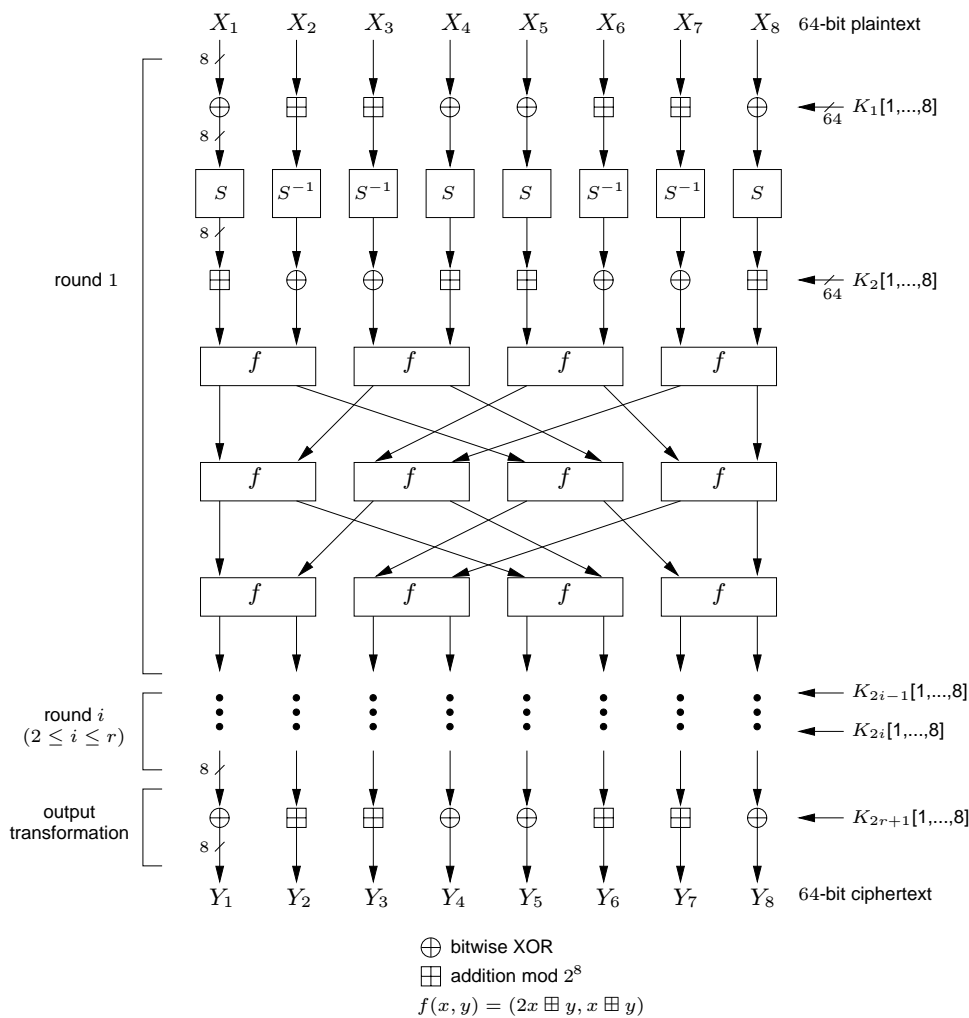 X₁ X₂ X₃ X₄ X₅ X₆ X₇ X₈ 64-bit plaintext
8
K₁[1,...,8]
64
8
S S⁻¹ S⁻¹ S S S⁻¹ S⁻¹ S
8
round 1
K₂[1,...,8]
64
f f f f
f f f f
f f f f
K₂ᵢ₋₁[1,...,8]
round i
(2 ≤ i ≤ r)
K₂ᵢ[1,...,8]
8
output
transformation
K₂ᵣ₊₁[1,...,8]
8
Y₁ Y₂ Y₃ Y₄ Y₅ Y₆ Y₇ Y₈ 64-bit ciphertext
⊕ bitwise XOR
⊞ addition mod 2⁸
f(x, y) = (2x ⊞ y, x ⊞ y)